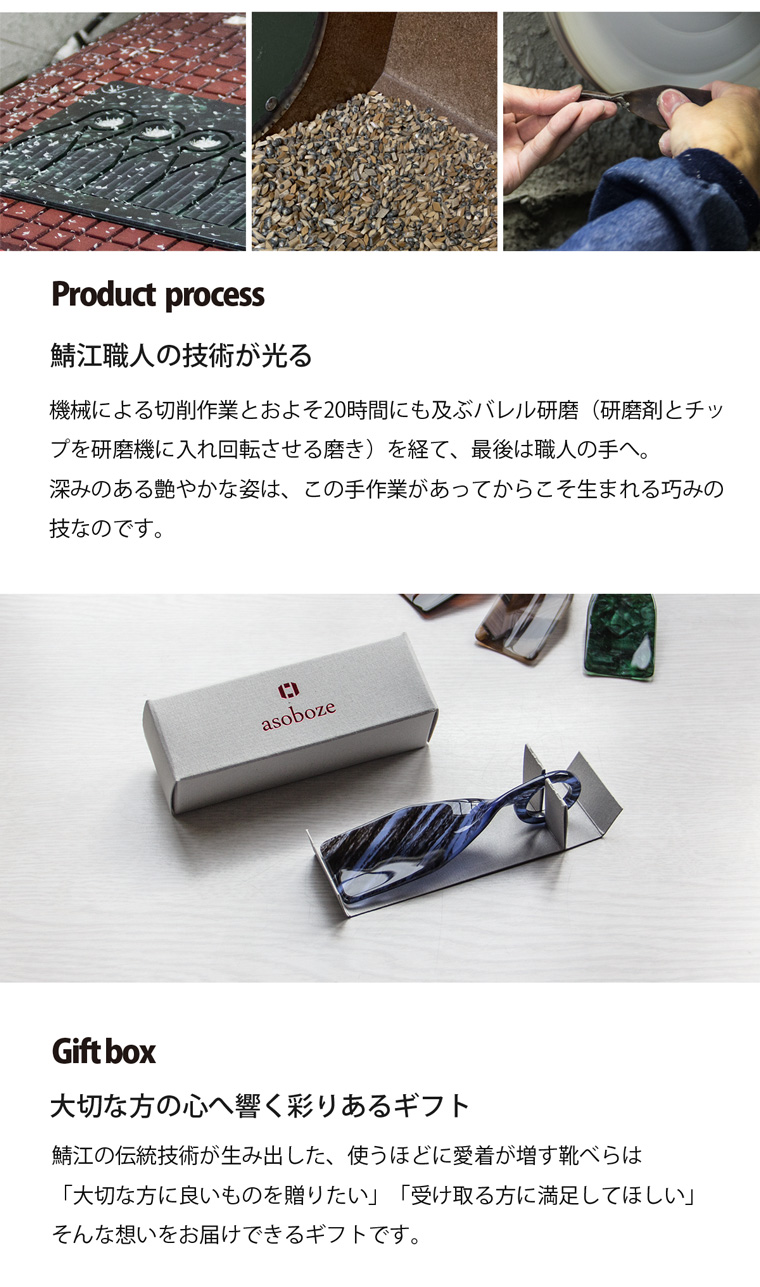 Product process
鯖江職人の技術が光る
機械による切削作業とおよそ20時間にも及ぶバレル研磨（研磨剤とチッ
プを研磨機に入れ回転させる磨き）を経て、最後は職人の手へ。
深みのある艶やかな姿は、この手作業があってからこそ生まれる巧みの
技なのです。
asoboze
Gift box
大切な方の心へ響く彩りあるギフト
鯖江の伝統技術が生み出した、使うほどに愛着が増す靴べらは
「大切な方に良いものを贈りたい」「受け取る方に満足してほしい」
そんな想いをお届けできるギフトです。